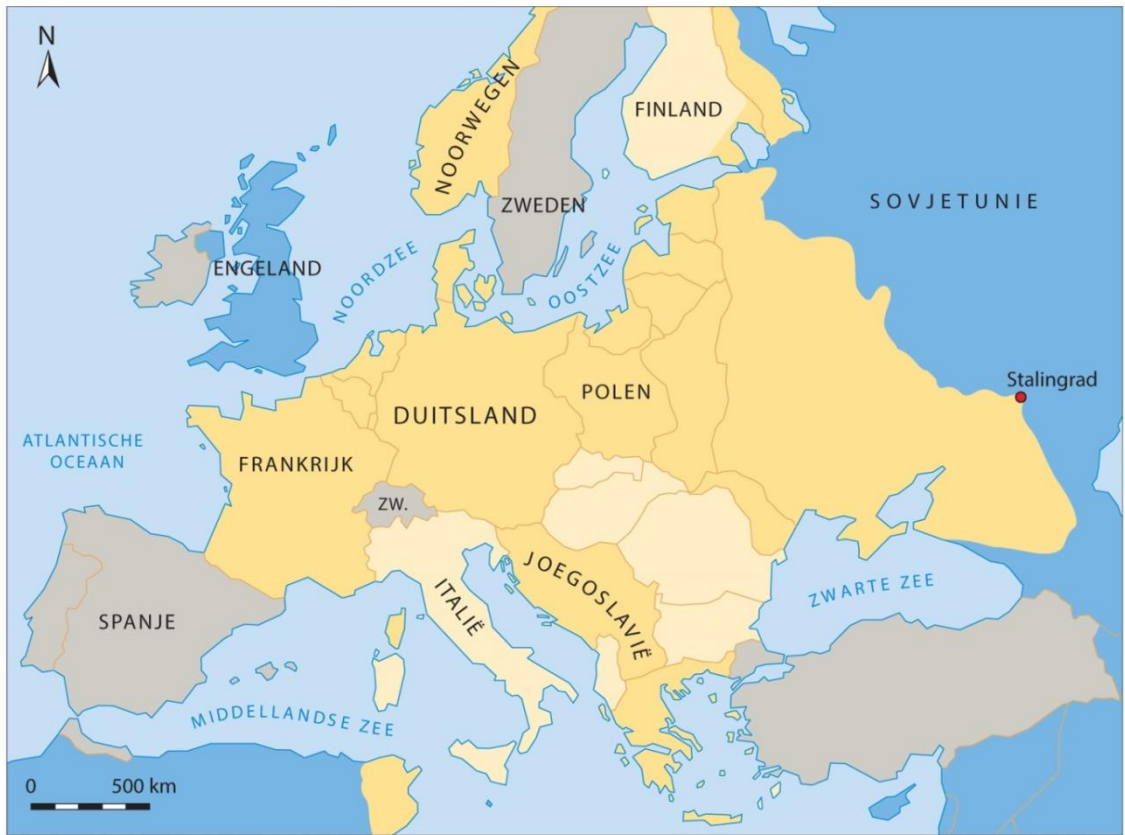 N
NOORWEGEN
FINLAND
ZWEDEN
SOVJETUNIE
ENGELAND
NOORDZEE
OOSTZEE
Stalingrad
POLEN
DUITSLAND
ATLANTISCHE
OCEAAN
FRANKRIJK
ZW.
JOEGOSLAVIË
ITALIË
ZWARTE ZEE
SPANJE
MIDDELLANDSE ZEE
0 500 km